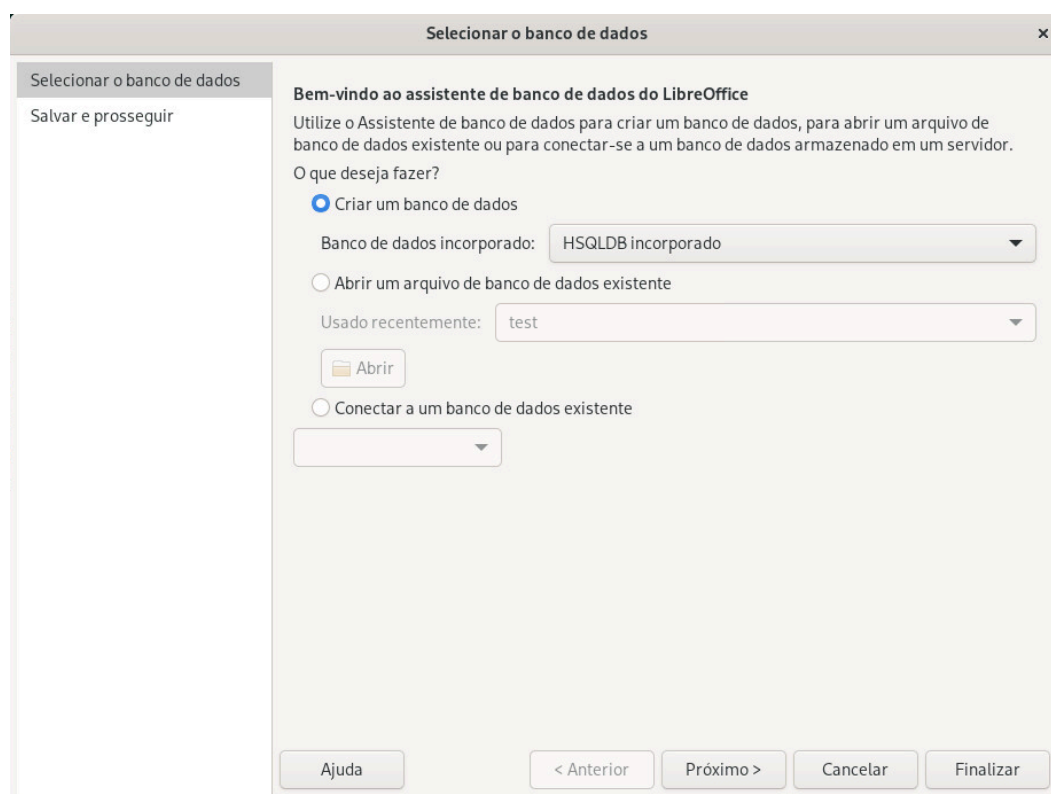 Selecionar o banco de dados
Selecionar o banco de dados
Salvar e prosseguir
Bem-vindo ao assistente de banco de dados do LibreOffice
Utilize o Assistente de banco de dados para criar um banco de dados, para abrir um arquivo de
banco de dados existente ou para conectar-se a um banco de dados armazenado em um servidor.
O que deseja fazer?
Criar um banco de dados
Banco de dados incorporado: HSQLDB incorporado
Abrir um arquivo de banco de dados existente
Usado recentemente: test
Abrir
Conectar a um banco de dados existente
Ajuda < Anterior Próximo > Cancelar Finalizar